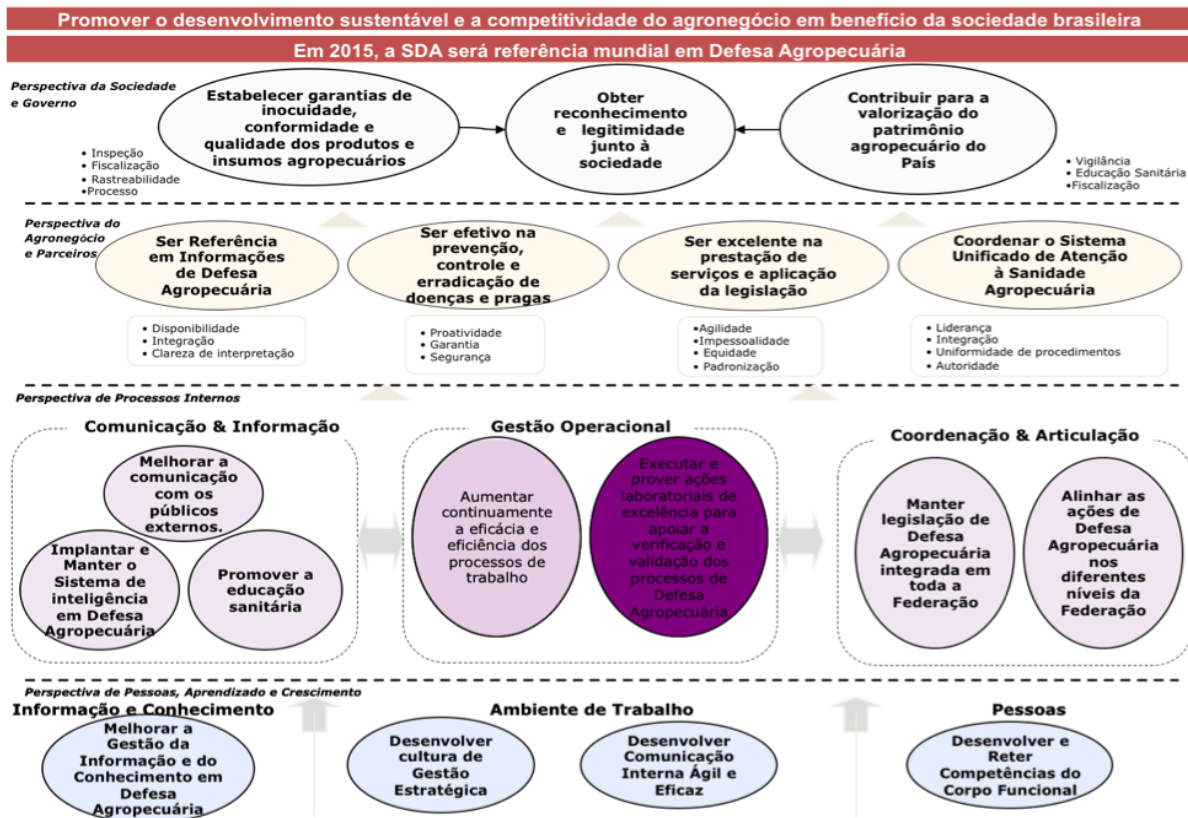 Promover o desenvolvimento sustentável e a competitividade do agronegócio em benefício da sociedade brasileira
Em 2015, a SDA será referência mundial em Defesa Agropecuária
Perspectiva da Sociedade
e Governo
Estabelecer garantias de
inocuidade,
conformidade e
qualidade dos produtos e
insumos agropecuários
Obter
reconhecimento
e legitimidade
junto à
sociedade
Contribuir para a
valorização do
patrimônio
agropecuário do
País
• Inspeção
• Fiscalização
• Rastreabilidade
•Processo
• Vigilância
• Educação Sanitária
•Fiscalização
Perspectiva do
Agronegócio
e Parceiros
Ser Referência
em Informações
de Defesa
Agropecuária
Ser efetivo na
prevenção,
controle e
erradicação de
doenças e pragas
Ser excelente na
prestação de
serviços e aplicação
da legislação
Coordenar o Sistema
Unificado de Atenção
à Sanidade
Agropecuária
• Disponibilidade
• Integração
• Clareza de interpretação
• Proatividade
• Garantia
• Segurança
•Agilidade
•Impessoalidade
• Equidade
• Padronização
• Liderança
• Integração
• Uniformidade de procedimentos
• Autoridade
Perspectiva de Processos Internos
Comunicação & Informação
Melhorar a
comunicação
com os
públicos
externos.
Implantar e
Manter o
Sistema de
inteligência
em Defesa
Agropecuária
Promover a
educação
sanitária
Gestão Operacional
Aumentar
continuamente
a eficácia e
eficiência dos
processos de
trabalho
Executar e
prover ações
laboratoriais de
excelência para
apoiar a
verificação e
validação dos
processos de
Defesa
Agropecuária
Coordenação & Articulação
Manter
legislação de
Defesa
Agropecuária
integrada em
toda a
Federação
Alinhar as
ações de
Defesa
Agropecuária
nos
diferentes
níveis da
Federação
Perspectiva de Pessoas, Aprendizado e Crescimento
Informação e Conhecimento
Melhorar a
Gestão da
Informação e do
Conhecimento em
Defesa
Agropecuária
Ambiente de Trabalho
Desenvolver
cultura de
Gestão
Estratégica
Desenvolver
Comunicação
Interna Ágil e
Eficaz
Pessoas
Desenvolver e
Reter
Competências do
Corpo Funcional